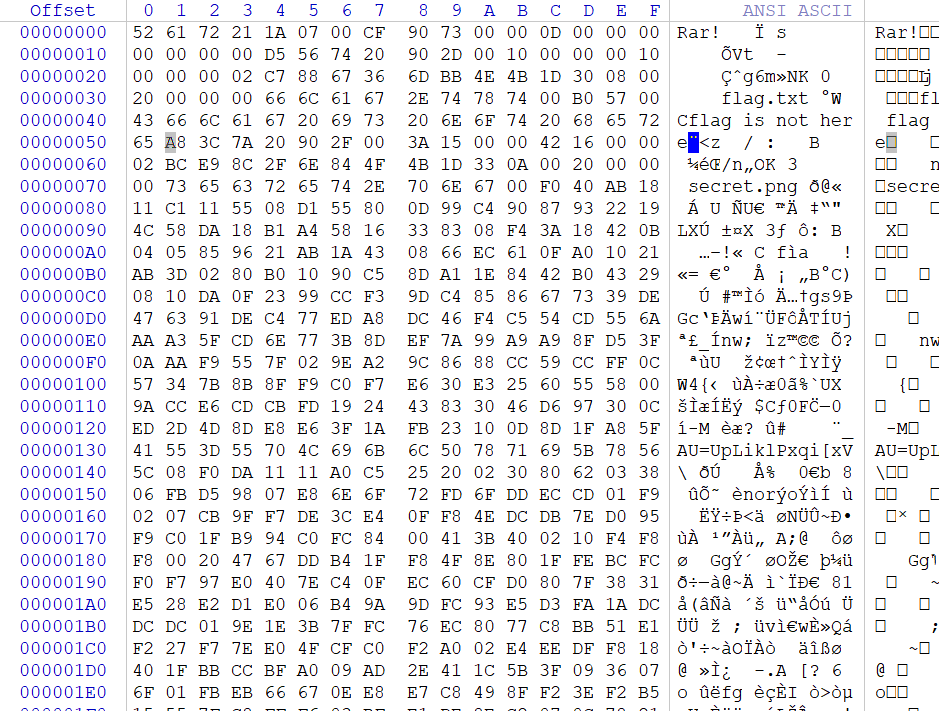 Offset 0 1 2 3 4 5 6 7 8 9 A B C D E F ANSI ASCII
00000000 52 61 72 21 1A 07 00 CF 90 73 00 00 0D 00 00 00 Rar! Ï s Rar!
00000010 00 00 00 00 D5 56 74 20 90 2D 00 10 00 00 00 10 ÕVt -
00000020 00 00 00 02 C7 88 67 36 6D BB 4E 4B 1D 30 08 00 Çˆg6m»NK 0
00000030 20 00 00 00 66 6C 61 67 2E 74 78 74 00 B0 57 00 flag.txt °W fl
00000040 43 66 6C 61 67 20 69 73 20 6E 6F 74 20 68 65 72 Cflag is not her flag
00000050 65 A8 3C 7A 20 90 2F 00 3A 15 00 00 42 16 00 00 e¨<z / : B e
00000060 02 BC E9 8C 2F 6E 84 4F 4B 1D 33 0A 00 20 00 00 ¼éŒ/n„OK 3 n
00000070 00 73 65 63 72 65 74 2E 70 6E 67 00 F0 40 AB 18 secret.png ð@« secre
00000080 11 C1 11 55 08 D1 55 80 0D 99 C4 90 87 93 22 19 Á U ÑU€ ™Ä ‡“"
00000090 4C 58 DA 18 B1 A4 58 16 33 83 08 F4 3A 18 42 0B LXÚ ±¤X 3ƒ ô: B X
000000A0 04 05 85 96 21 AB 1A 43 08 66 EC 61 0F A0 10 21 …–!« C fìa !
000000B0 AB 3D 02 80 B0 10 90 C5 8D A1 1E 84 42 B0 43 29 «= €° Å ¡ „B°C)
000000C0 08 10 DA 0F 23 99 CC F3 9D C4 85 86 67 73 39 DE Ú #™Ìó Ä…†gs9Þ
000000D0 47 63 91 DE C4 77 ED A8 DC 46 F4 C5 54 CD 55 6A Gc‘ÞÄwí¨ÜFôÅTÍUj
000000E0 AA A3 5F CD 6E 77 3B 8D EF 7A 99 A9 A9 8F D5 3F ª£_Ínw; ïz™©© Õ? nw
000000F0 0A AA F9 55 7F 02 9E A2 9C 86 88 CC 59 CC FF 0C ªùU ž¢œ†ˆÌYÌÿ
00000100 57 34 7B 8B 8F F9 C0 F7 E6 30 E3 25 60 55 58 00 W4{‹ ùÀ÷æ0ã%`UX {
00000110 9A CC E6 CD CB FD 19 24 43 83 30 46 D6 97 30 0C šÌæÍËý $Cƒ0FÖ—0
00000120 ED 2D 4D 8D E8 E6 3F 1A FB 23 10 0D 8D 1F A8 5F í-M èæ? û# ¨_ -M
00000130 41 55 3D 55 70 4C 69 6B 6C 50 78 71 69 5B 78 56 AU=UpLiklPxqi[xV AU=UpL
00000140 5C 08 F0 DA 11 11 A0 C5 25 20 02 30 80 62 03 38 \ ðÚ Å% 0€b 8 \
00000150 06 FB D5 98 07 E8 6E 6F 72 FD 6F DD EC CD 01 F9 ûÕ˜ ènorýoÝìÍ ù n
00000160 02 07 CB 9F F7 DE 3C E4 0F F8 4E DC DB 7E D0 95 ËŸ÷Þ<ä øNÜÛ~Ð•
00000170 F9 C0 1F B9 94 C0 FC 84 00 41 3B 40 02 10 F4 F8 ùÀ ¹”Àü„ A;@ ôø
00000180 F8 00 20 47 67 DD B4 1F F8 4F 8E 80 1F FE BC FC ø GgÝ´ øOŽ€ þ¼ü Gg
00000190 F0 F7 97 E0 40 7E C4 0F EC 60 CF D0 80 7F 38 31 ð÷—à@~Ä ì`ÏÐ€ 81 ~
000001A0 E5 28 E2 D1 E0 06 B4 9A 9D FC 93 E5 D3 FA 1A DC å(âÑà ´š ü“åÓú Ü
000001B0 DC DC 01 9E 1E 3B 7F FC 76 EC 80 77 C8 BB 51 E1 ÜÜ ž ; üvì€wÈ»Qá ;
000001C0 F2 27 F7 7E E0 4F CF C0 F2 A0 02 E4 EE DF F8 18 ò'÷~àOÏÀò äîßø ~
000001D0 40 1F BB CC BF A0 09 AD 2E 41 1C 5B 3F 09 36 07 @ »Ì¿ -.A [? 6 @
000001E0 6F 01 FB EB 66 67 0E E8 E7 C8 49 8F F2 3E F2 B5 o ûëfg èçÈI ò>òµ o